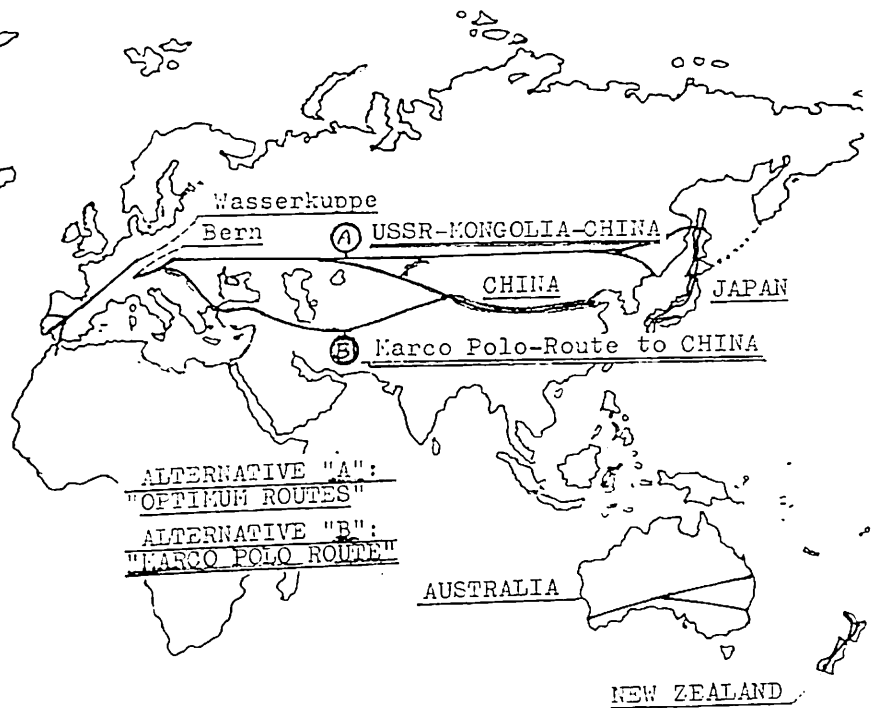 Wasserkuppe
Bern
A USSR-MONGOLIA-CHINA
CHINA
JAPAN
B Marco Polo-Route to CHINA
ALTERNATIVE "A":
"OPTIMUM ROUTES"
ALTERNATIVE "B":
"MARCO POLO ROUTE"
AUSTRALIA
NEW ZEALAND